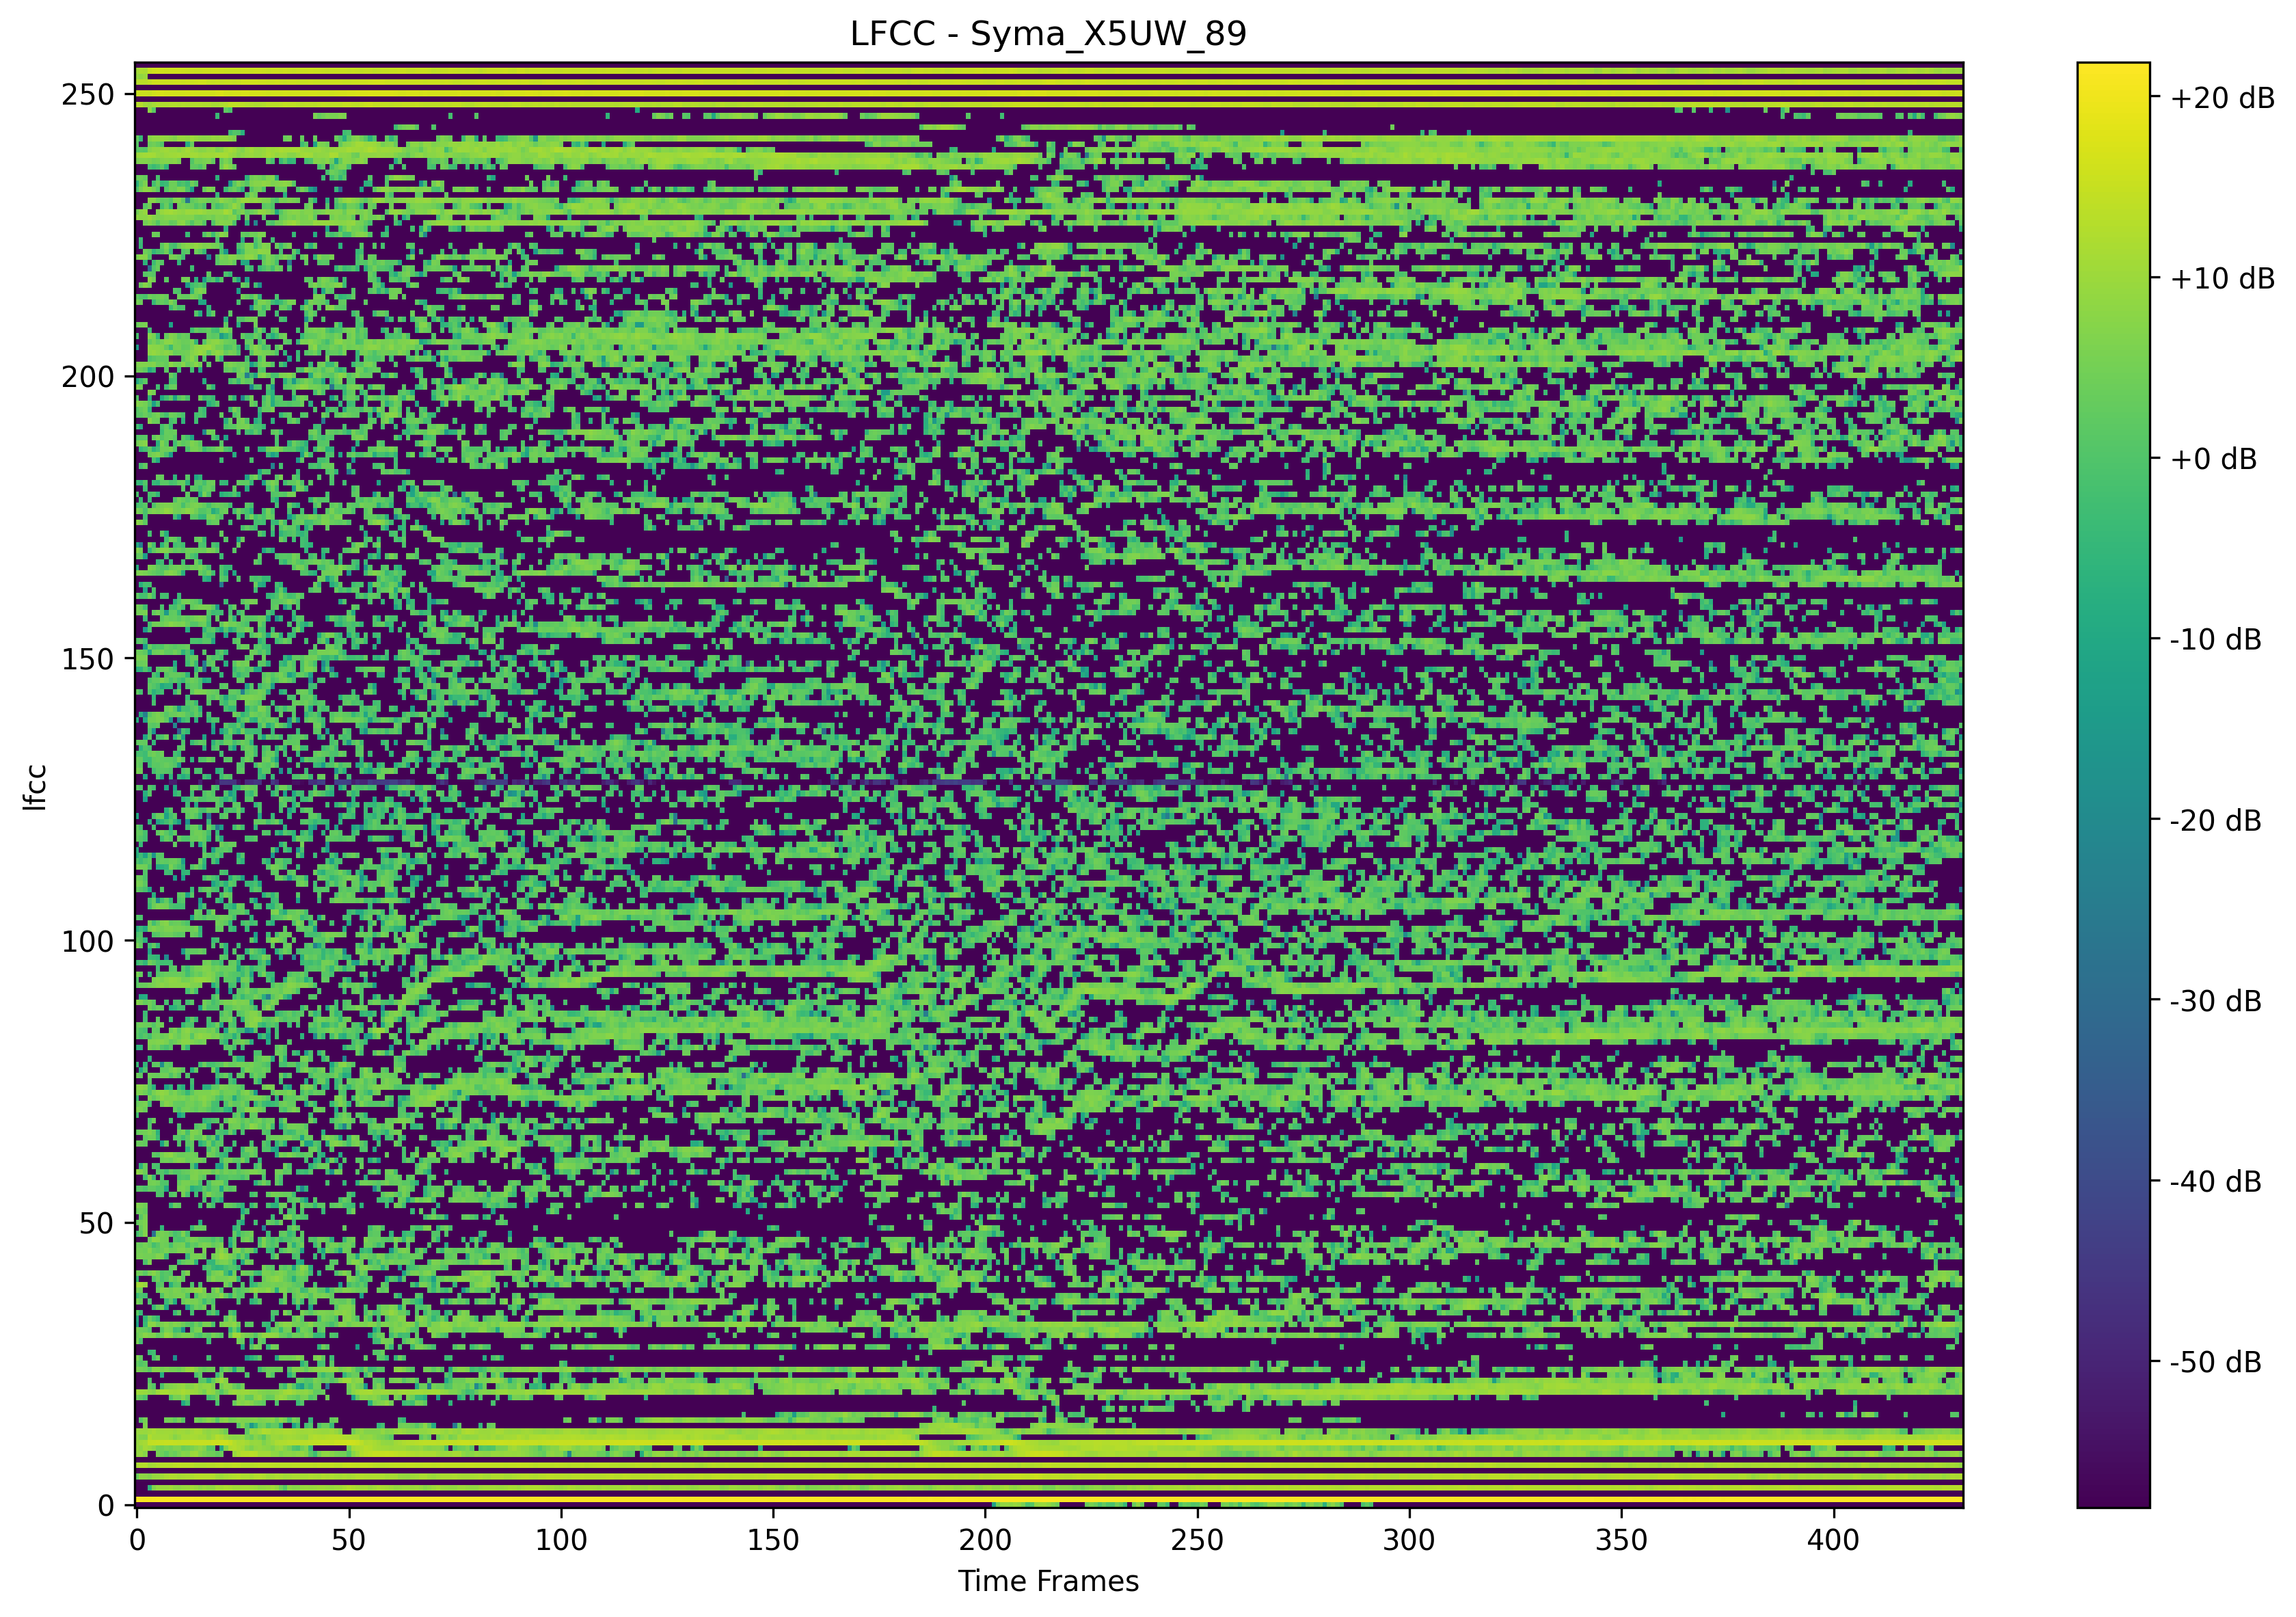 LFCC - Syma_X5UW_89
lfcc
250
200
150
100
50
0
0 50 100 150 200 250 300 350 400
Time Frames
+20 dB
+10 dB
+0 dB
-10 dB
-20 dB
-30 dB
-40 dB
-50 dB